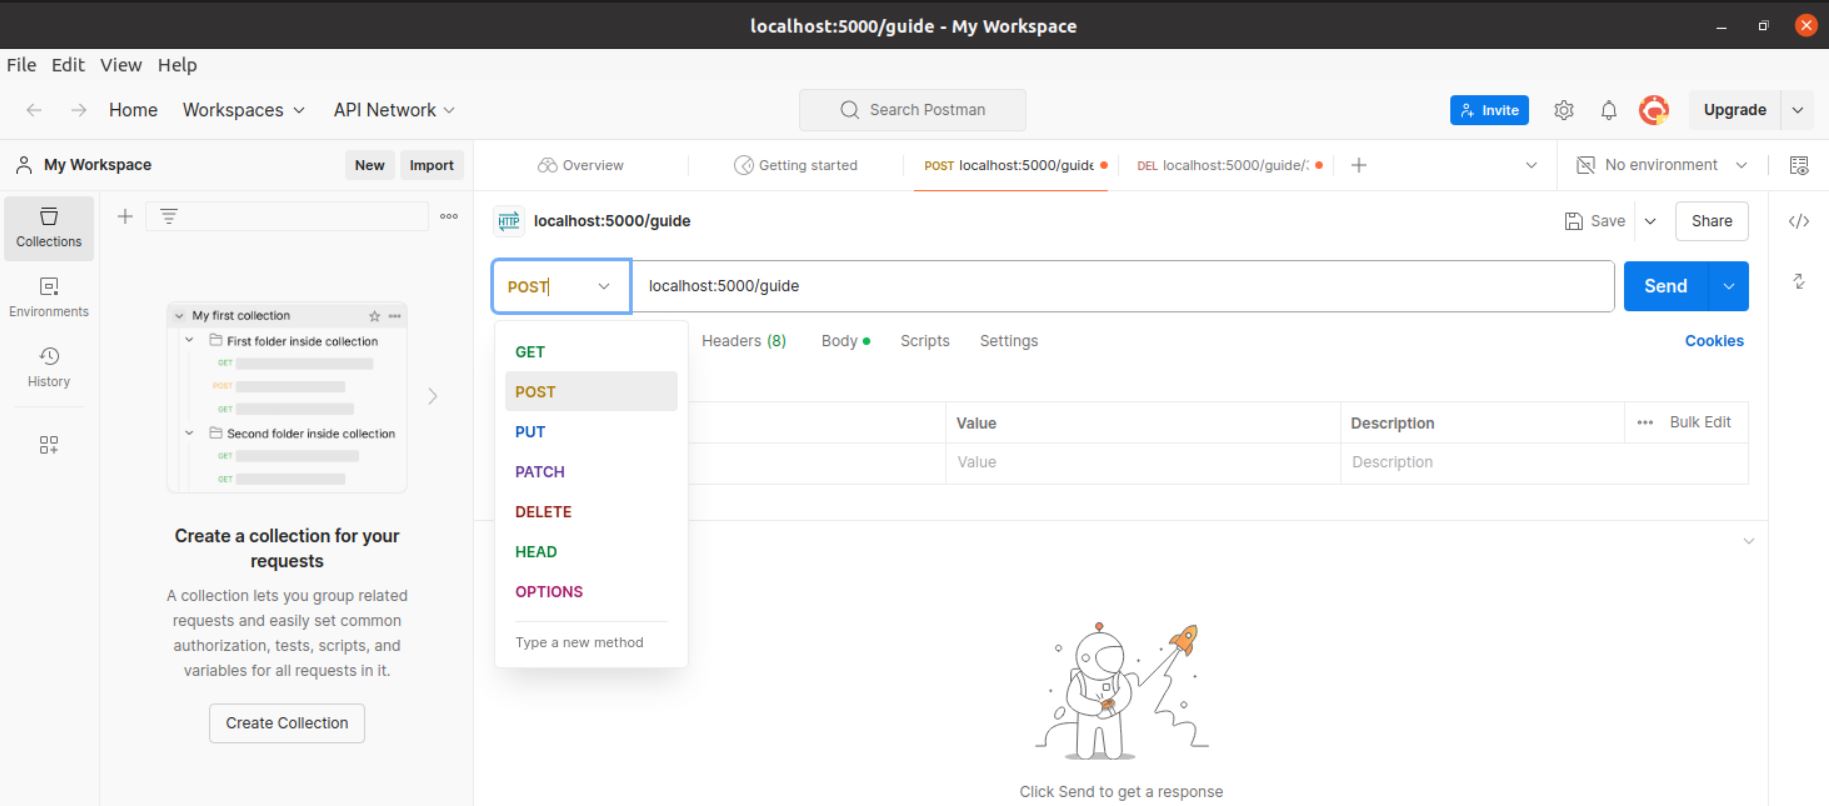 localhost:5000/guide - My Workspace
File Edit View Help
Home Workspaces API Network
Search Postman
Invite
Upgrade
My Workspace
New Import
Overview
Getting started
POST localhost:5000/guide
DEL localhost:5000/guide/
No environment
Collections
Environments
History
My first collection
First folder inside collection
GET
POST
GET
Second folder inside collection
GET
GET
Create a collection for your
requests
A collection lets you group related
requests and easily set common
authorization, tests, scripts, and
variables for all requests in it.
Create Collection
HTTP localhost:5000/guide
Save
Share
POST
localhost:5000/guide
Send
Headers (8) Body Scripts Settings
Cookies
GET
POST
PUT
PATCH
DELETE
HEAD
OPTIONS
Type a new method
Value Description Bulk Edit
Value Description
Click Send to get a response